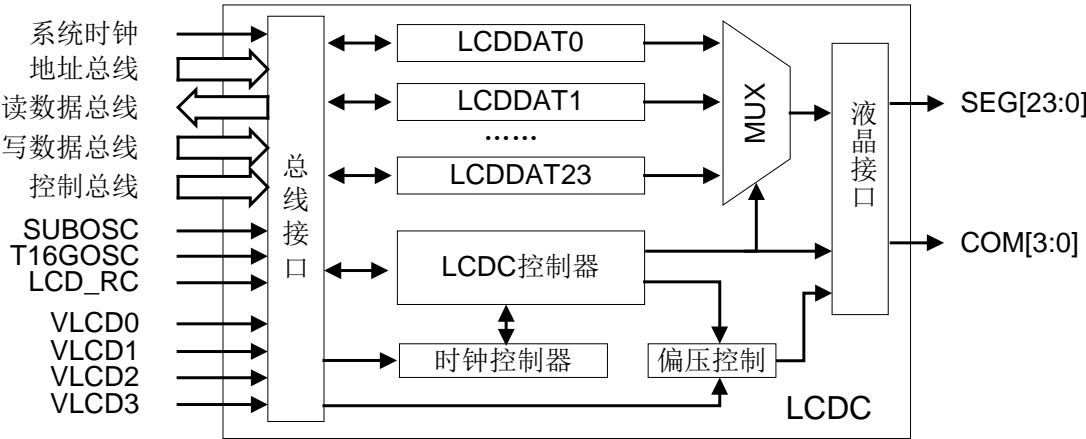 系统时钟
地址总线
读数据总线
写数据总线
控制总线
SUBOSC
T16GOSC
LCD_RC
VLCD0
VLCD1
VLCD2
VLCD3
总线接口
LCDDAT0
LCDDAT1
……
LCDDAT23
LCDC控制器
时钟控制器
偏压控制
MUX
液晶接口
LCDC
SEG[23:0]
COM[3:0]